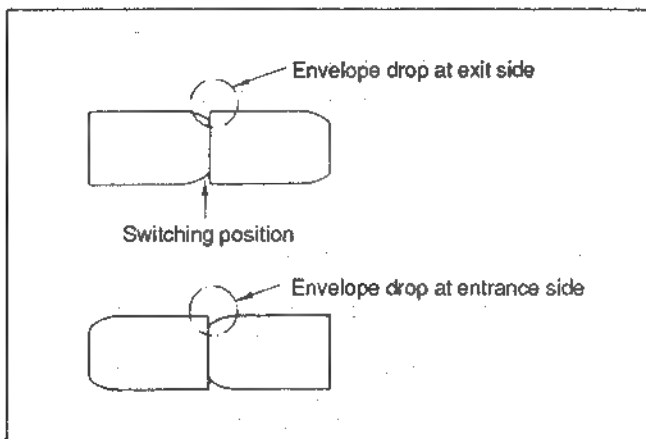 Envelope drop at exit side
Switching position
Envelope drop at entrance side